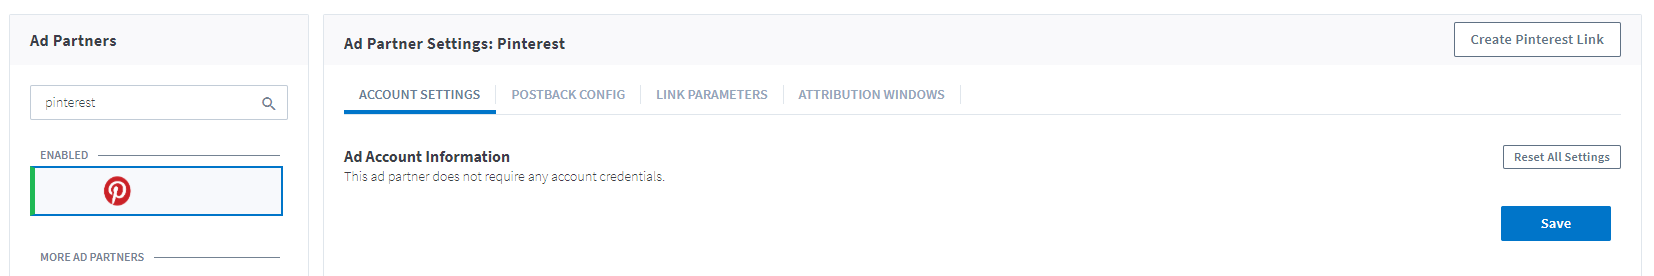 Ad Partners
pinterest
ENABLED
MORE AD PARTNERS
Ad Partner Settings: Pinterest
Create Pinterest Link
ACCOUNT SETTINGS
POSTBACK CONFIG
LINK PARAMETERS
ATTRIBUTION WINDOWS
Ad Account Information
Reset All Settings
This ad partner does not require any account credentials.
Save